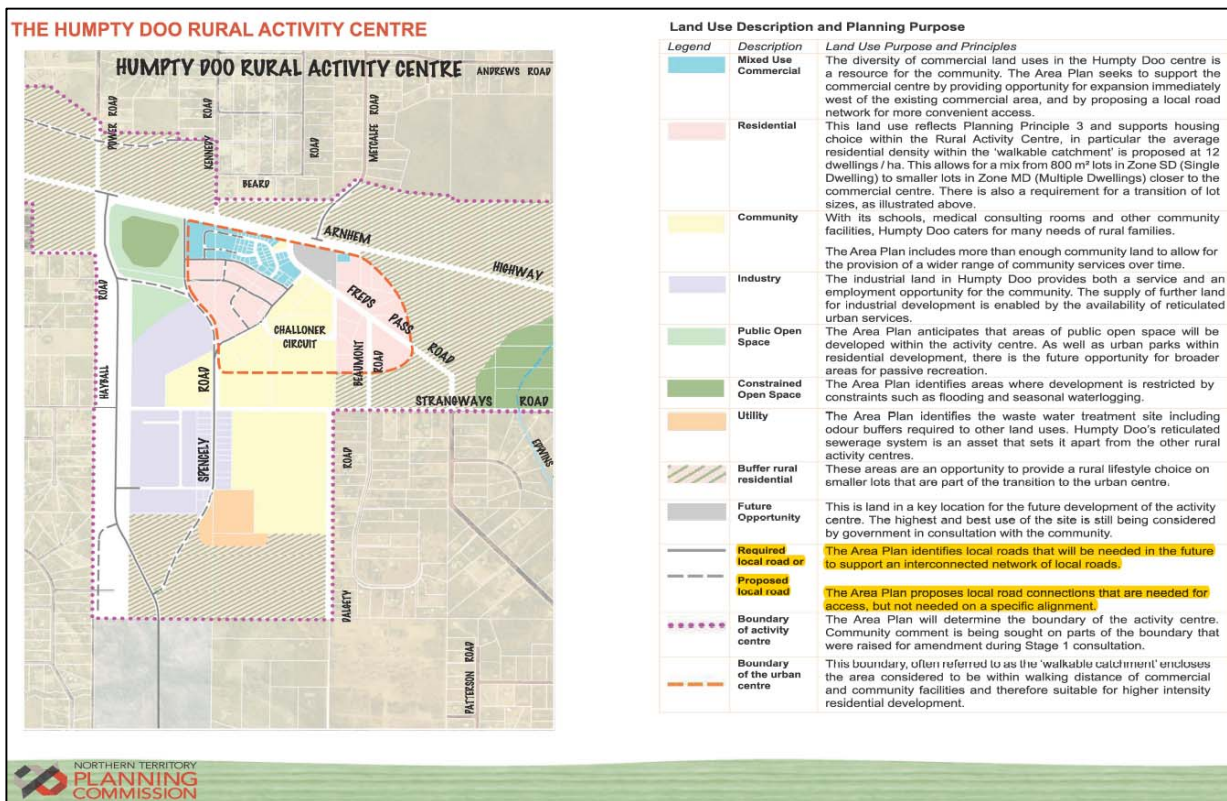 THE HUMPTY DOO RURAL ACTIVITY CENTRE
HUMPTY DOO RURAL ACTIVITY CENTRE
ANDREWS ROAD
POWER ROAD
KENNEDY ROAD
ROAD
METCALFE ROAD
BEARD
ARNHEM
HIGHWAY
ROAD
HAYBALL
FREDS
PASS
ROAD
CHALLONER
CIRCUIT
BEAUMONT
ROAD
ROAD
STRANGWAYS ROAD
SPENCELY
EDWINS
ROAD
DALGETY
PATTERSON ROAD
Land Use Description and Planning Purpose
Legend Description Land Use Purpose and Principles
Mixed Use
Commercial
The diversity of commercial land uses in the Humpty Doo centre is
a resource for the community. The Area Plan seeks to support the
commercial centre by providing opportunity for expansion immediately
west of the existing commercial area, and by proposing a local road
network for more convenient access.
Residential
This land use reflects Planning Principle 3 and supports housing
choice within the Rural Activity Centre, in particular the average
residential density within the 'walkable catchment' is proposed at 12
dwellings / ha. This allows for a mix from 800 m² lots in Zone SD (Single
Dwelling) to smaller lots in Zone MD (Multiple Dwellings) closer to the
commercial centre. There is also a requirement for a transition of lot
sizes, as illustrated above.
Community
With its schools, medical consulting rooms and other community
facilities, Humpty Doo caters for many needs of rural families.
The Area Plan includes more than enough community land to allow for
the provision of a wider range of community services over time.
Industry
The industrial land in Humpty Doo provides both a service and an
employment opportunity for the community. The supply of further land
for industrial development is enabled by the availability of reticulated
urban services.
Public Open
Space
The Area Plan anticipates that areas of public open space will be
developed within the activity centre. As well as urban parks within
residential development, there is the future opportunity for broader
areas for passive recreation.
Constrained
Open Space
The Area Plan identifies areas where development is restricted by
constraints such as flooding and seasonal waterlogging.
Utility
The Area Plan identifies the waste water treatment site including
odour buffers required to other land uses. Humpty Doo's reticulated
sewerage system is an asset that sets it apart from the other rural
activity centres.
Buffer rural
residential
These areas are an opportunity to provide a rural lifestyle choice on
smaller lots that are part of the transition to the urban centre.
Future
Opportunity
This is land in a key location for the future development of the activity
centre. The highest and best use of the site is still being considered
by government in consultation with the community.
Required
local road or
The Area Plan identifies local roads that will be needed in the future
to support an interconnected network of local roads.
Proposed
local road
The Area Plan proposes local road connections that are needed for
access, but not needed on a specific alignment.
Boundary
of activity
centre
The Area Plan will determine the boundary of the activity centre.
Community comment is being sought on parts of the boundary that
were raised for amendment during Stage 1 consultation.
Boundary
of the urban
centre
This boundary, often referred to as the 'walkable catchment' encloses
the area considered to be within walking distance of commercial
and community facilities and therefore suitable for higher intensity
residential development.
NORTHERN TERRITORY
PLANNING
COMMISSION